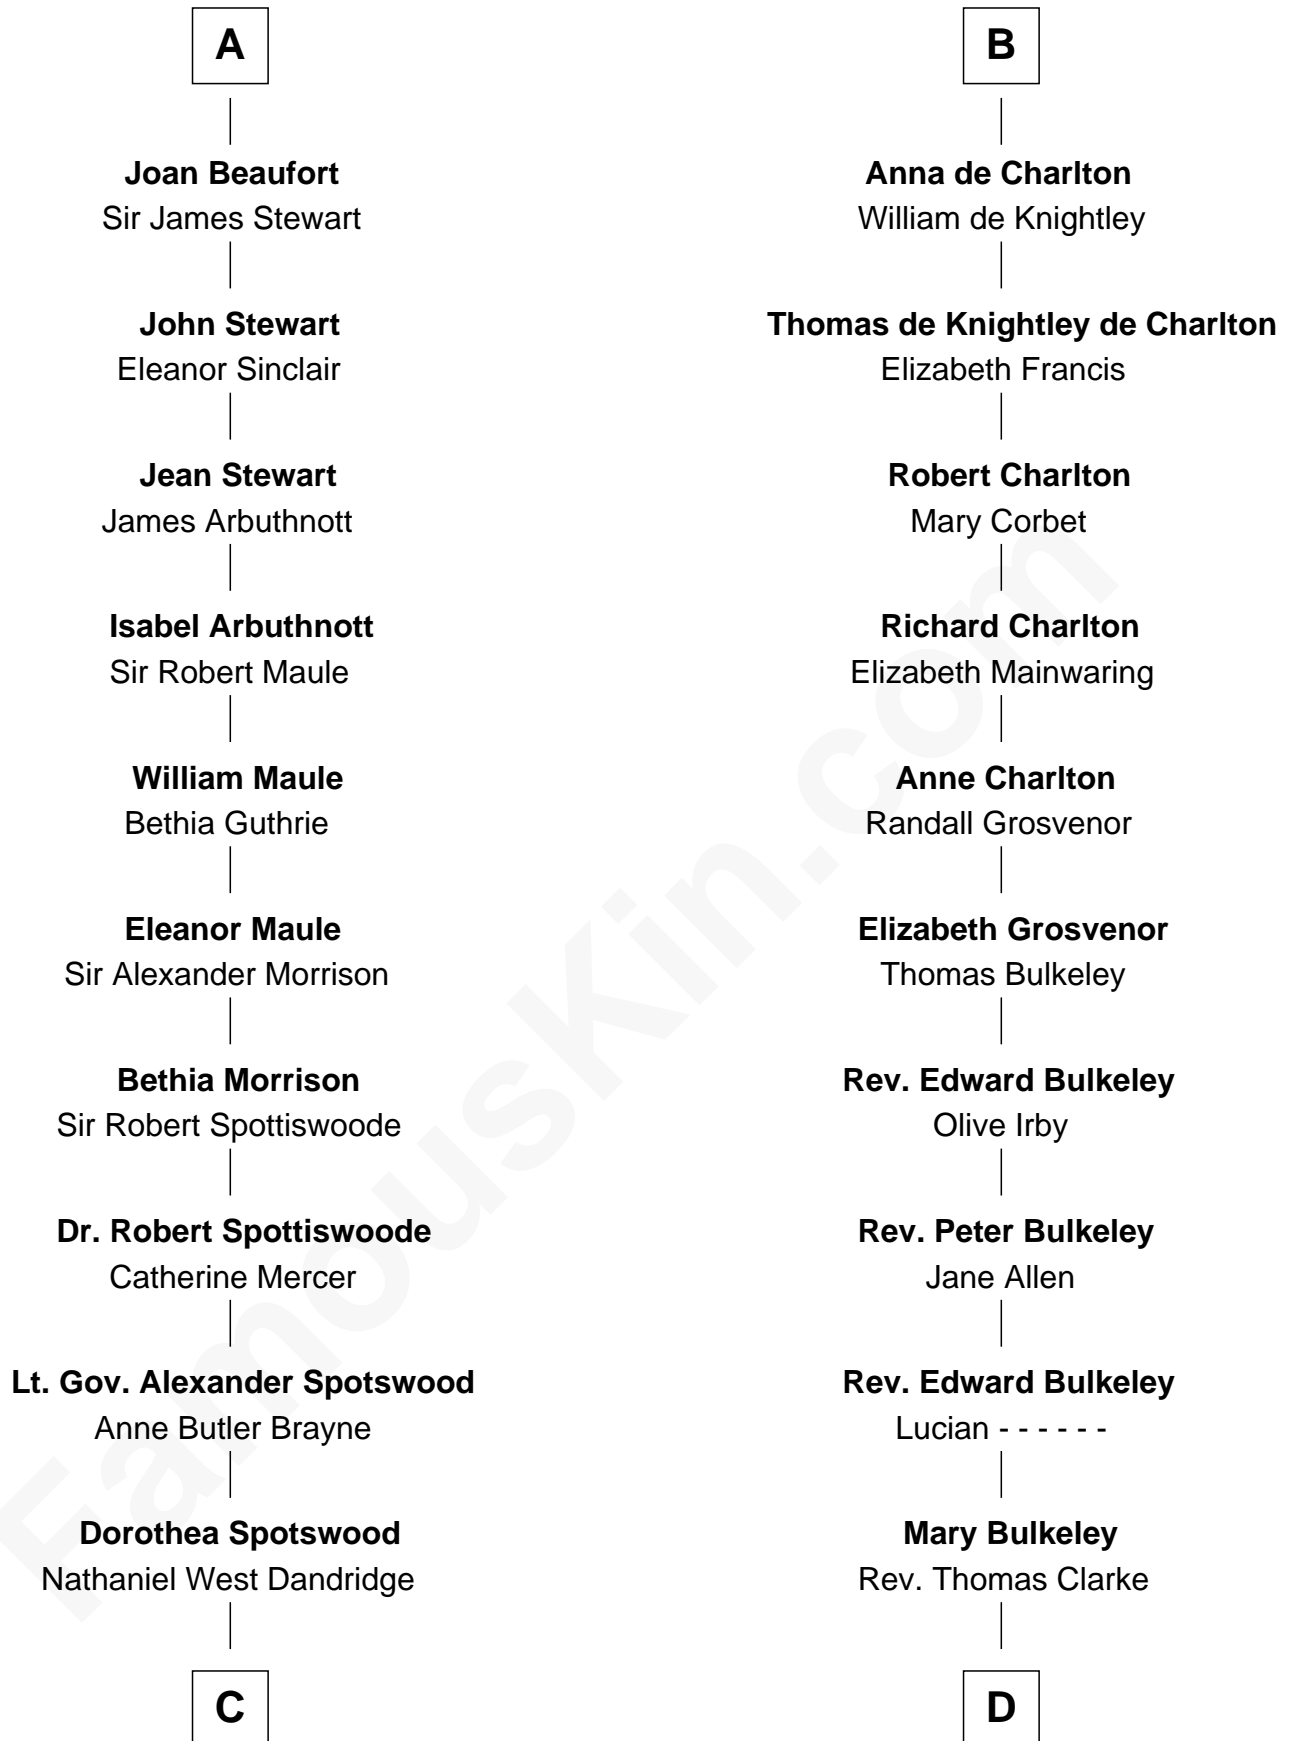 A
Joan Beaufort
Sir James Stewart
John Stewart
Eleanor Sinclair
Jean Stewart
James Arbuthnott
Isabel Arbuthnott
Sir Robert Maule
William Maule
Bethia Guthrie
Eleanor Maule
Sir Alexander Morrison
Bethia Morrison
Sir Robert Spottiswoode
Dr. Robert Spottiswoode
Catherine Mercer
Lt. Gov. Alexander Spotswood
Anne Butler Brayne
Dorothea Spotswood
Nathaniel West Dandridge
C
B
Anna de Charlton
William de Knightley
Thomas de Knightley de Charlton
Elizabeth Francis
Robert Charlton
Mary Corbet
Richard Charlton
Elizabeth Mainwaring
Anne Charlton
Randall Grosvenor
Elizabeth Grosvenor
Thomas Bulkeley
Rev. Edward Bulkeley
Olive Irby
Rev. Peter Bulkeley
Jane Allen
Rev. Edward Bulkeley
Lucian - - - - - -
Mary Bulkeley
Rev. Thomas Clarke
D
FamousKin.com